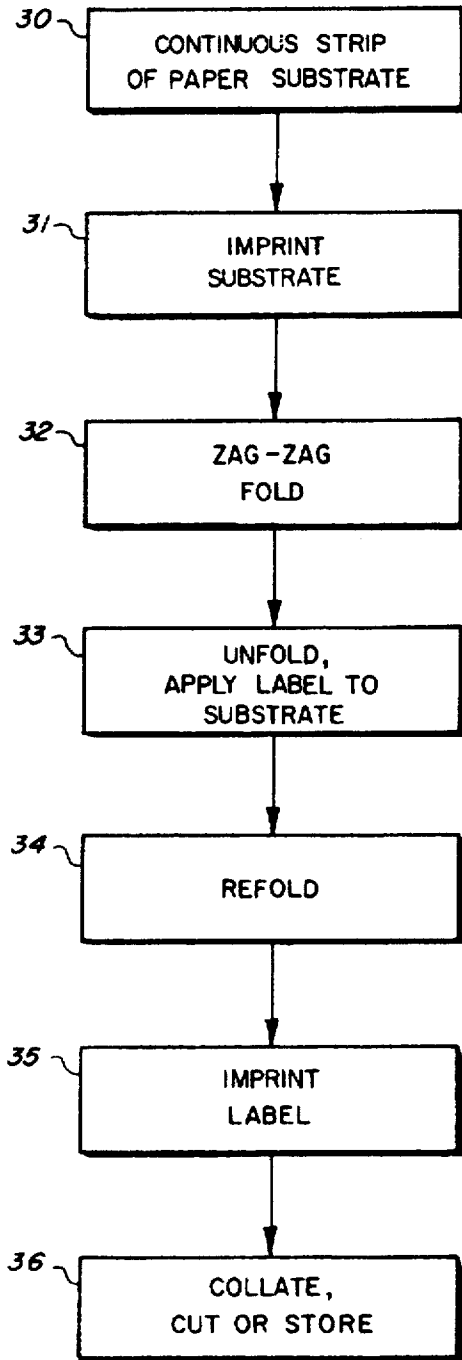 30
CONTINUOUS STRIP
OF PAPER SUBSTRATE
31
IMPRINT
SUBSTRATE
32
ZAG-ZAG
FOLD
33
UNFOLD,
APPLY LABEL TO
SUBSTRATE
34
REFOLD
35
IMPRINT
LABEL
36
COLLATE,
CUT OR STORE